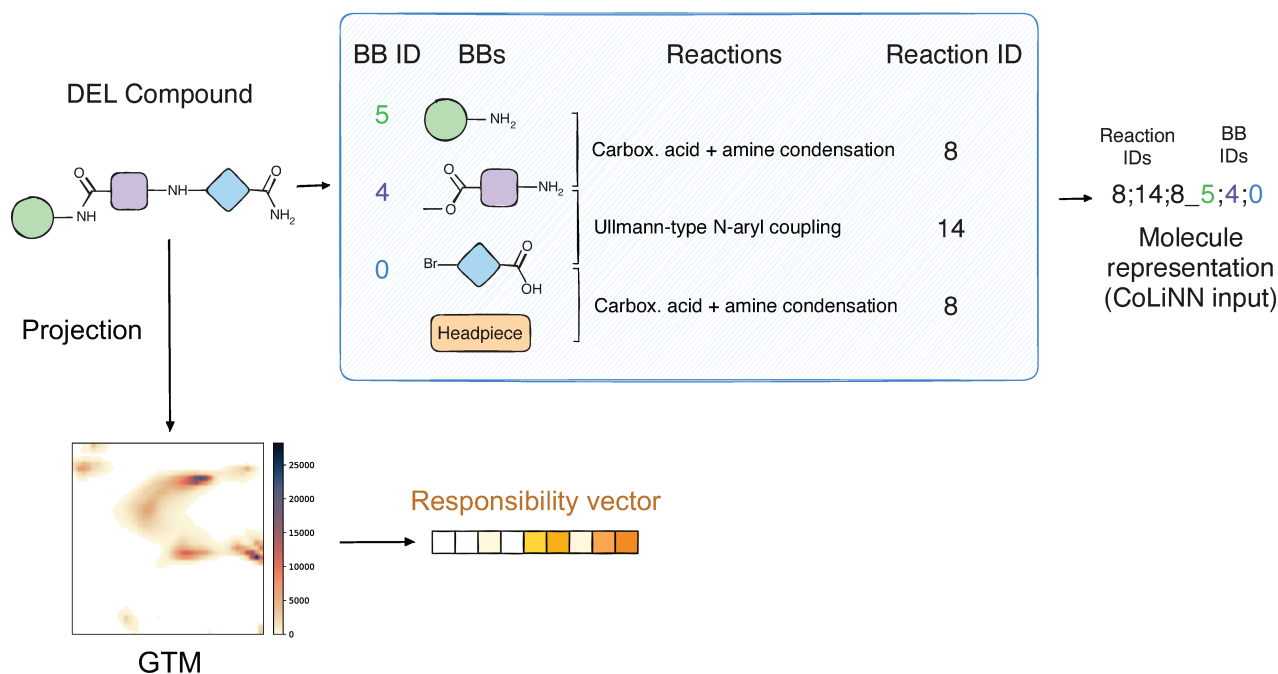 DEL Compound
O
NH
NH
O
NH2
BB ID BBs Reactions Reaction ID
5
NH2
Carbox. acid + amine condensation 8
4
O
O
NH2
Ullmann-type N-aryl coupling 14
0
Br
O
OH
Carbox. acid + amine condensation 8
Headpiece
Reaction
IDs
BB
IDs
8;14;8_5;4;0
Molecule
representation
(CoLiNN input)
Projection
25000
20000
15000
10000
5000
0
GTM
Responsibility vector